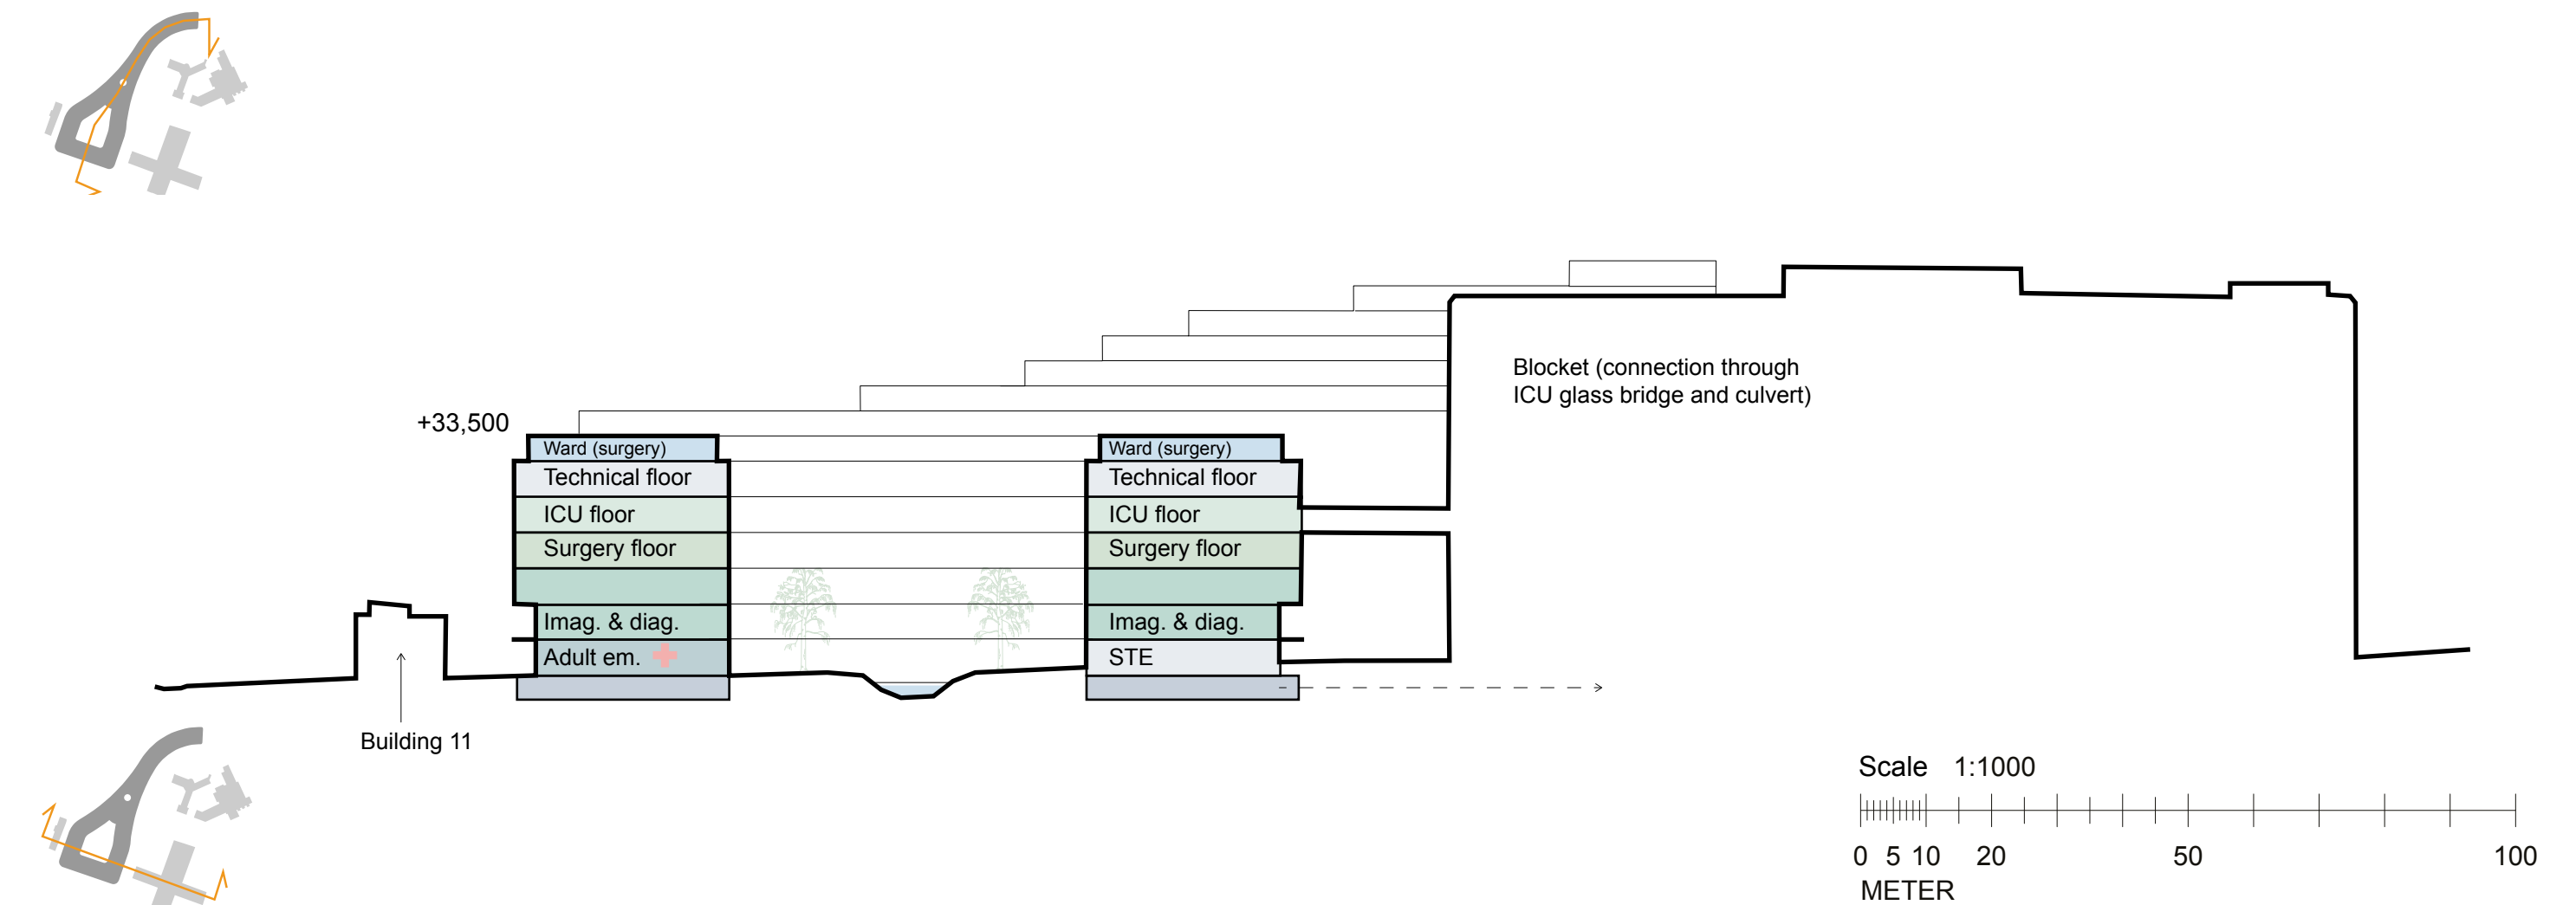 Blocket (connection through
ICU glass bridge and culvert)
+33,500
Ward (surgery)
Technical floor
ICU floor
Surgery floor
Imag. & diag.
Adult em.
Ward (surgery)
Technical floor
ICU floor
Surgery floor
Imag. & diag.
STE
Building 11
Scale 1:1000
0 5 10 20 50 100
METER